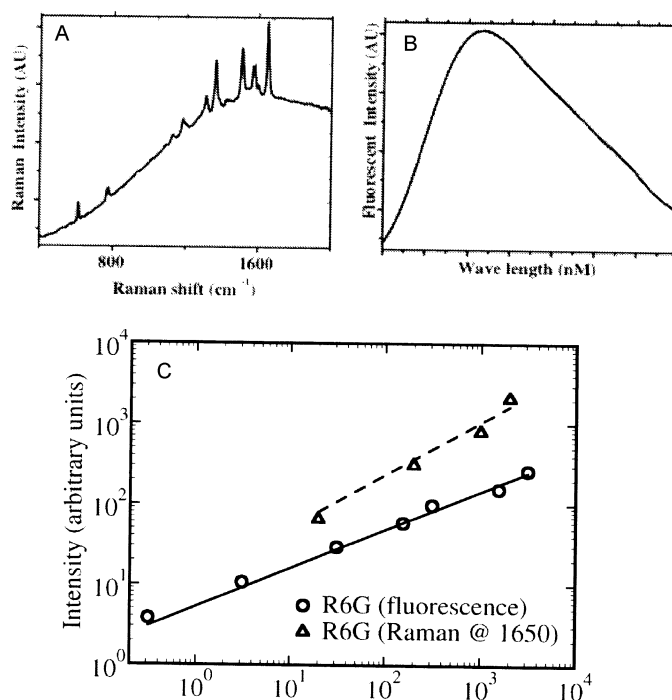 A
Raman Intensity (AU)
800 1600
Raman shift (cm⁻¹)
B
Fluorescent Intensity (AU)
Wave length (nM)
C
Intensity (arbitrary units)
10⁴
10³
10²
10¹
10⁰
R6G (fluorescence)
R6G (Raman @ 1650)
10⁰ 10¹ 10² 10³ 10⁴